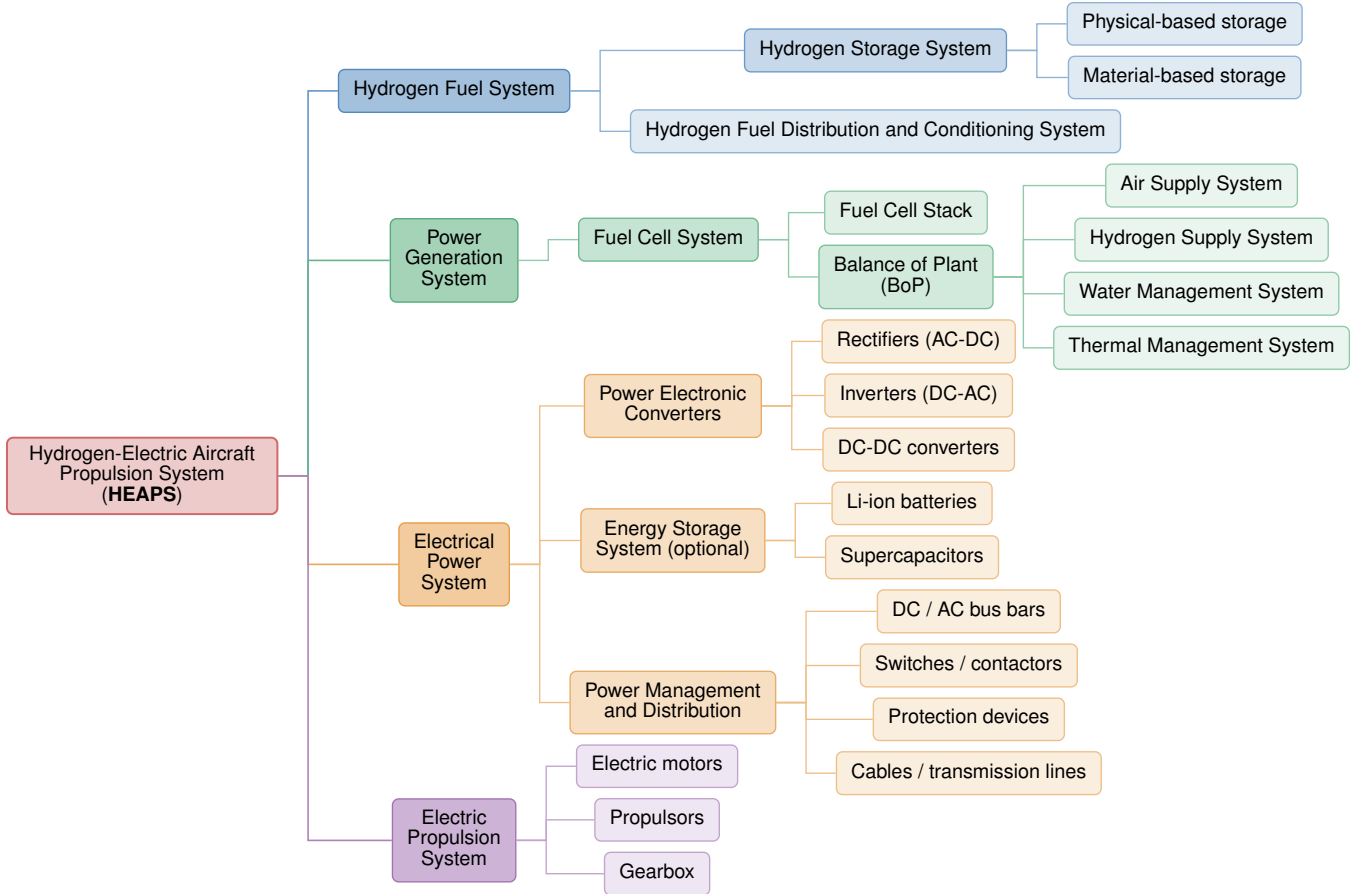 Hydrogen-Electric Aircraft
Propulsion System
(HEAPS)
Hydrogen Fuel System
Hydrogen Storage System
Physical-based storage
Material-based storage
Hydrogen Fuel Distribution and Conditioning System
Power
Generation
System
Fuel Cell System
Fuel Cell Stack
Balance of Plant
(BoP)
Air Supply System
Hydrogen Supply System
Water Management System
Thermal Management System
Electrical
Power
System
Power Electronic
Converters
Rectifiers (AC-DC)
Inverters (DC-AC)
DC-DC converters
Energy Storage
System (optional)
Li-ion batteries
Supercapacitors
Power Management
and Distribution
DC / AC bus bars
Switches / contactors
Protection devices
Cables / transmission lines
Electric
Propulsion
System
Electric motors
Propulsors
Gearbox